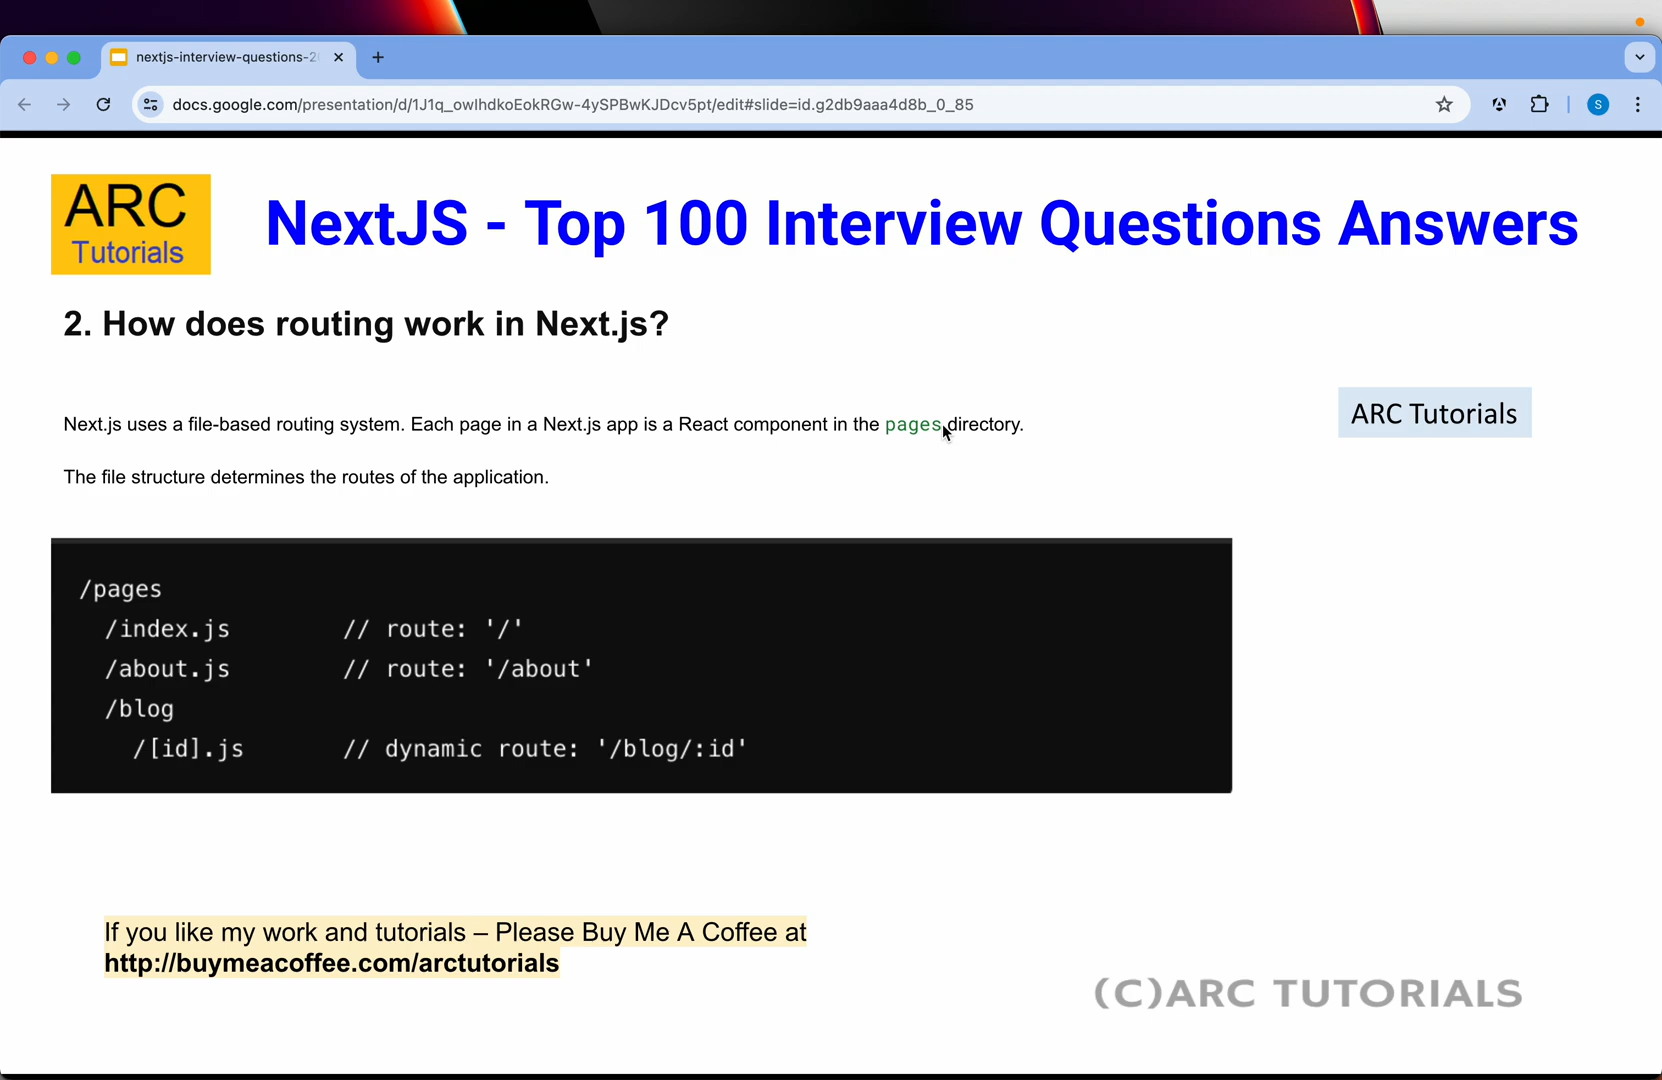 nextjs-interview-questions-20
docs.google.com/presentation/d/1J1q_owlhdkoEokRGw-4ySPBwKJDcv5pt/edit#slide=id.g2db9aaa4d8b_0_85
S
ARC
Tutorials
NextJS - Top 100 Interview Questions Answers
2. How does routing work in Next.js?
Next.js uses a file-based routing system. Each page in a Next.js app is a React component in the pages directory.
ARC Tutorials
The file structure determines the routes of the application.
/pages
/index.js // route: '/'
/about.js // route: '/about'
/blog
/[id].js // dynamic route: '/blog/:id'
If you like my work and tutorials – Please Buy Me A Coffee at
http://buymeacoffee.com/arctutorials
(C)ARC TUTORIALS